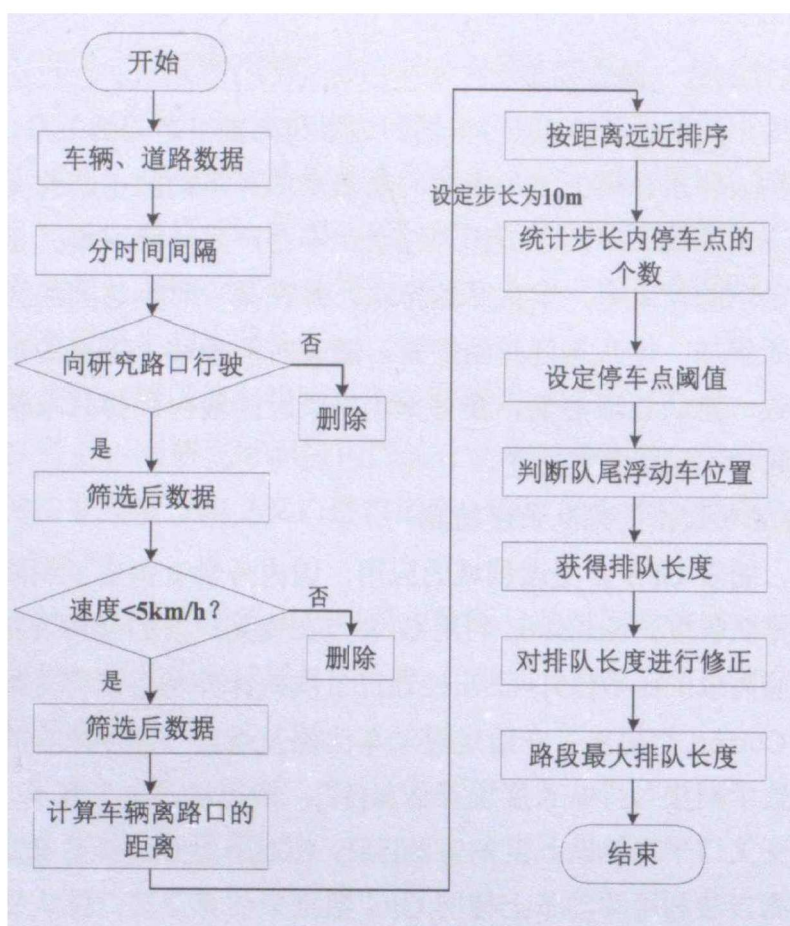 开始
车辆、道路数据
分时间间隔
向研究路口行驶
否
删除
是
筛选后数据
速度<5km/h?
否
删除
是
筛选后数据
计算车辆离路口的
距离
按距离远近排序
设定步长为10m
统计步长内停车点的
个数
设定停车点阈值
判断队尾浮动车位置
获得排队长度
对排队长度进行修正
路段最大排队长度
结束